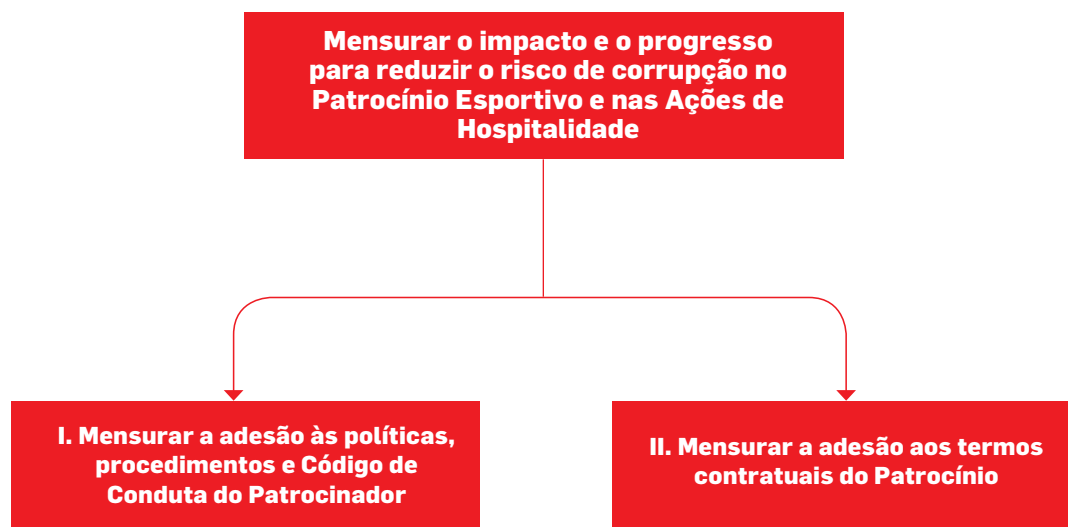 Mensurar o impacto e o progresso
para reduzir o risco de corrupção no
Patrocínio Esportivo e nas Ações de
Hospitalidade
I. Mensurar a adesão às políticas,
procedimentos e Código de
Conduta do Patrocinador
II. Mensurar a adesão aos termos
contratuais do Patrocínio